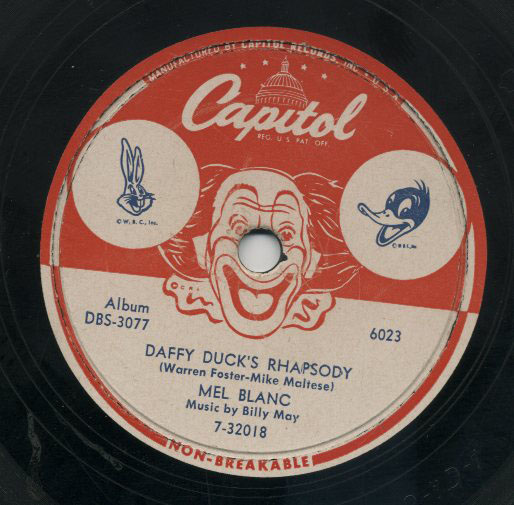 MANUFACTURED BY CAPITOL RECORDS, INC. • U.S.A.
Capitol
REG. U.S. PAT. OFF.
© W.B.C., Inc.
Album
DBS-3077
6023
DAFFY DUCK'S RHAPSODY
(Warren Foster-Mike Maltese)
MEL BLANC
Music by Billy May
7-32018
NON-BREAKABLE